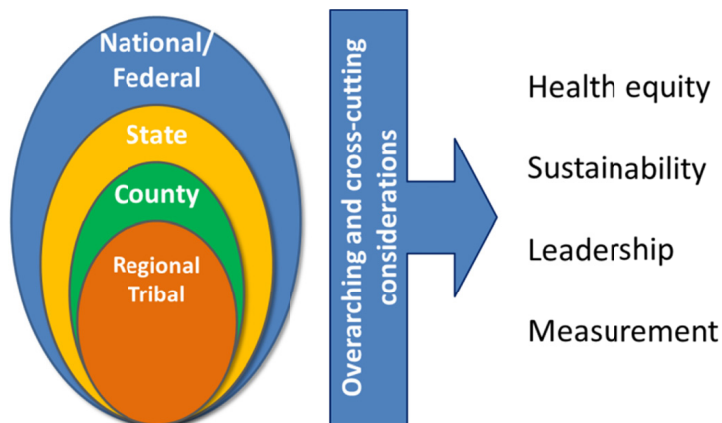 National/
Federal
State
County
Regional
Tribal
Overarching and cross-cutting
considerations
Health equity
Sustainability
Leadership
Measurement